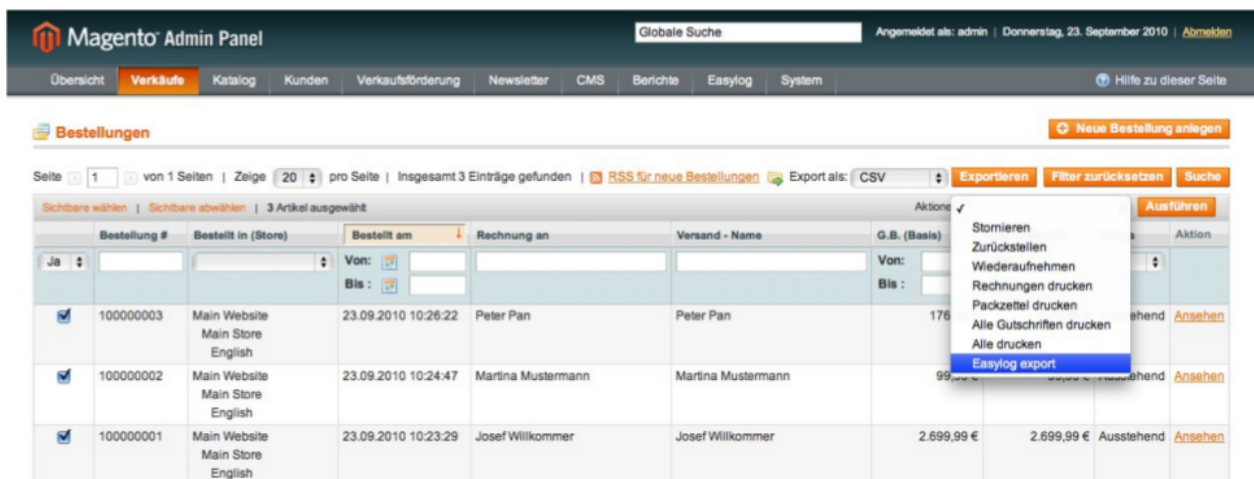 Magento Admin Panel
Globale Suche
Angemeldet als: admin | Donnerstag, 23. September 2010 | Abmelden
Übersicht Verkäufe Katalog Kunden Verkaufsförderung Newsletter CMS Berichte Easylog System Hilfe zu dieser Seite
Bestellungen Neue Bestellung anlegen
Seite 1 von 1 Seiten | Zeige 20 pro Seite | Insgesamt 3 Einträge gefunden | RSS für neue Bestellungen Export als: CSV Exportieren Filter zurücksetzen Suche
Sichtbare wählen | Sichtbare abwählen | 3 Artikel ausgewählt Aktione Ausführen
Bestellung # Bestellt in (Store) Bestellt am Rechnung an Versand - Name G.B. (Basis) Aktion
Ja Von: Von:
Bis : Bis :
Stornieren
Zurückstellen
Wiederaufnehmen
Rechnungen drucken
Packzettel drucken
Alle Gutschriften drucken
Alle drucken
Easylog export
100000003 Main Website 23.09.2010 10:26:22 Peter Pan Peter Pan 176 Ansehen
Main Store
English
100000002 Main Website 23.09.2010 10:24:47 Martina Mustermann Martina Mustermann Ansehen
Main Store
English
100000001 Main Website 23.09.2010 10:23:29 Josef Willkommer Josef Willkommer 2.699,99 € 2.699,99 € Ausstehend Ansehen
Main Store
English